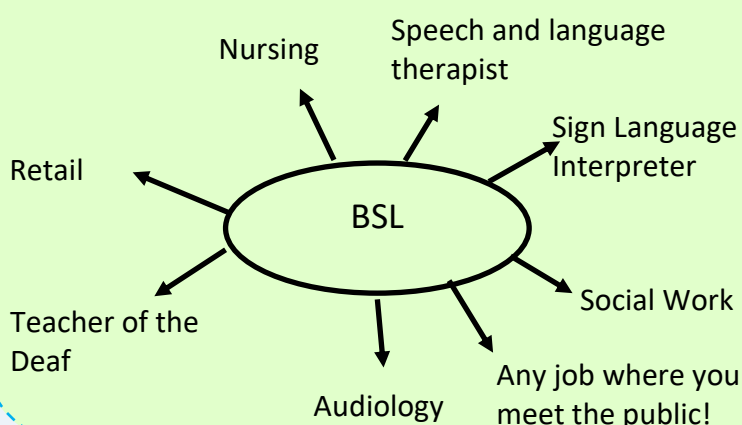 Nursing
Speech and language
therapist
Sign Language
Interpreter
Retail
BSL
Social Work
Teacher of the
Deaf
Any job where you
meet the public!
Audiology